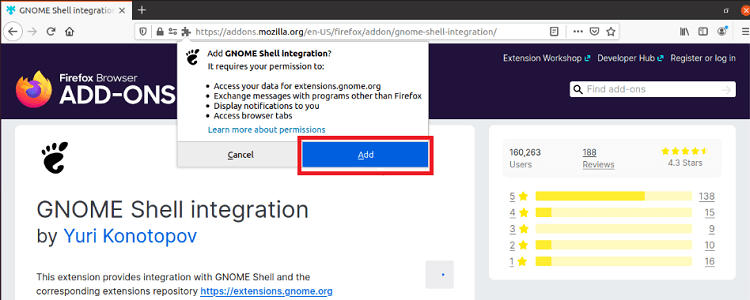 GNOME Shell integration
https://addons.mozilla.org/en-US/firefox/addon/gnome-shell-integration/
Add GNOME Shell integration?
It requires your permission to:
Access your data for extensions.gnome.org
Exchange messages with programs other than Firefox
Display notifications to you
Access browser tabs
Learn more about permissions
Cancel
Add
Firefox Browser
ADD-ONS
Extension Workshop
Developer Hub
Register or log in
Find add-ons
GNOME Shell integration
by Yuri Konotopov
This extension provides integration with GNOME Shell and the
corresponding extensions repository https://extensions.gnome.org
160,263
Users
188
Reviews
4.3 Stars
5 138
4 15
3 9
2 10
1 16